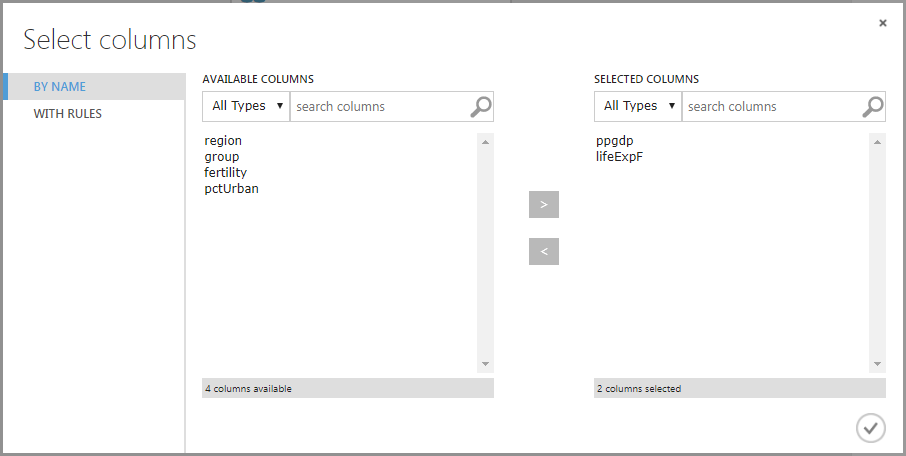 Select columns
BY NAME
WITH RULES
AVAILABLE COLUMNS
All Types
search columns
region
group
fertility
pctUrban
4 columns available
>
<
SELECTED COLUMNS
All Types
search columns
ppgdp
lifeExpF
2 columns selected